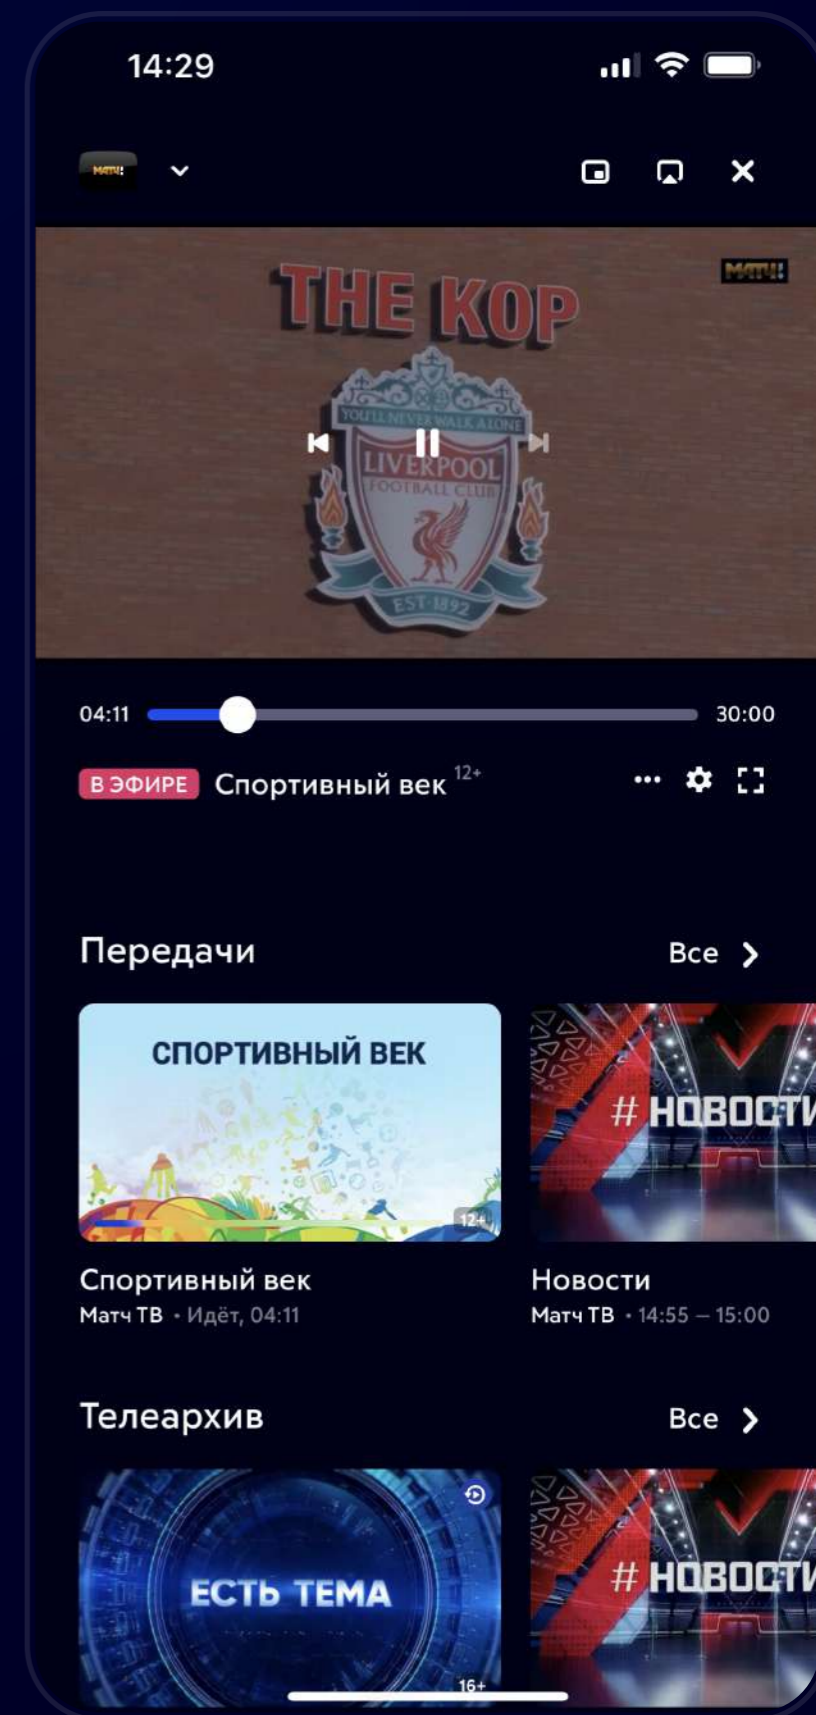 14:29
МАТЧ!
THE KOP
МАТЧ!
YOU'LL NEVER WALK ALONE
LIVERPOOL
FOOTBALL CLUB
EST·1892
04:11
30:00
В ЭФИРЕ Спортивный век 12+
Передачи
Все
СПОРТИВНЫЙ ВЕК
12+
# НОВОСТИ
Спортивный век
Матч ТВ • Идёт, 04:11
Новости
Матч ТВ • 14:55 – 15:00
Телеархив
Все
ЕСТЬ ТЕМА
16+
# НОВОСТИ